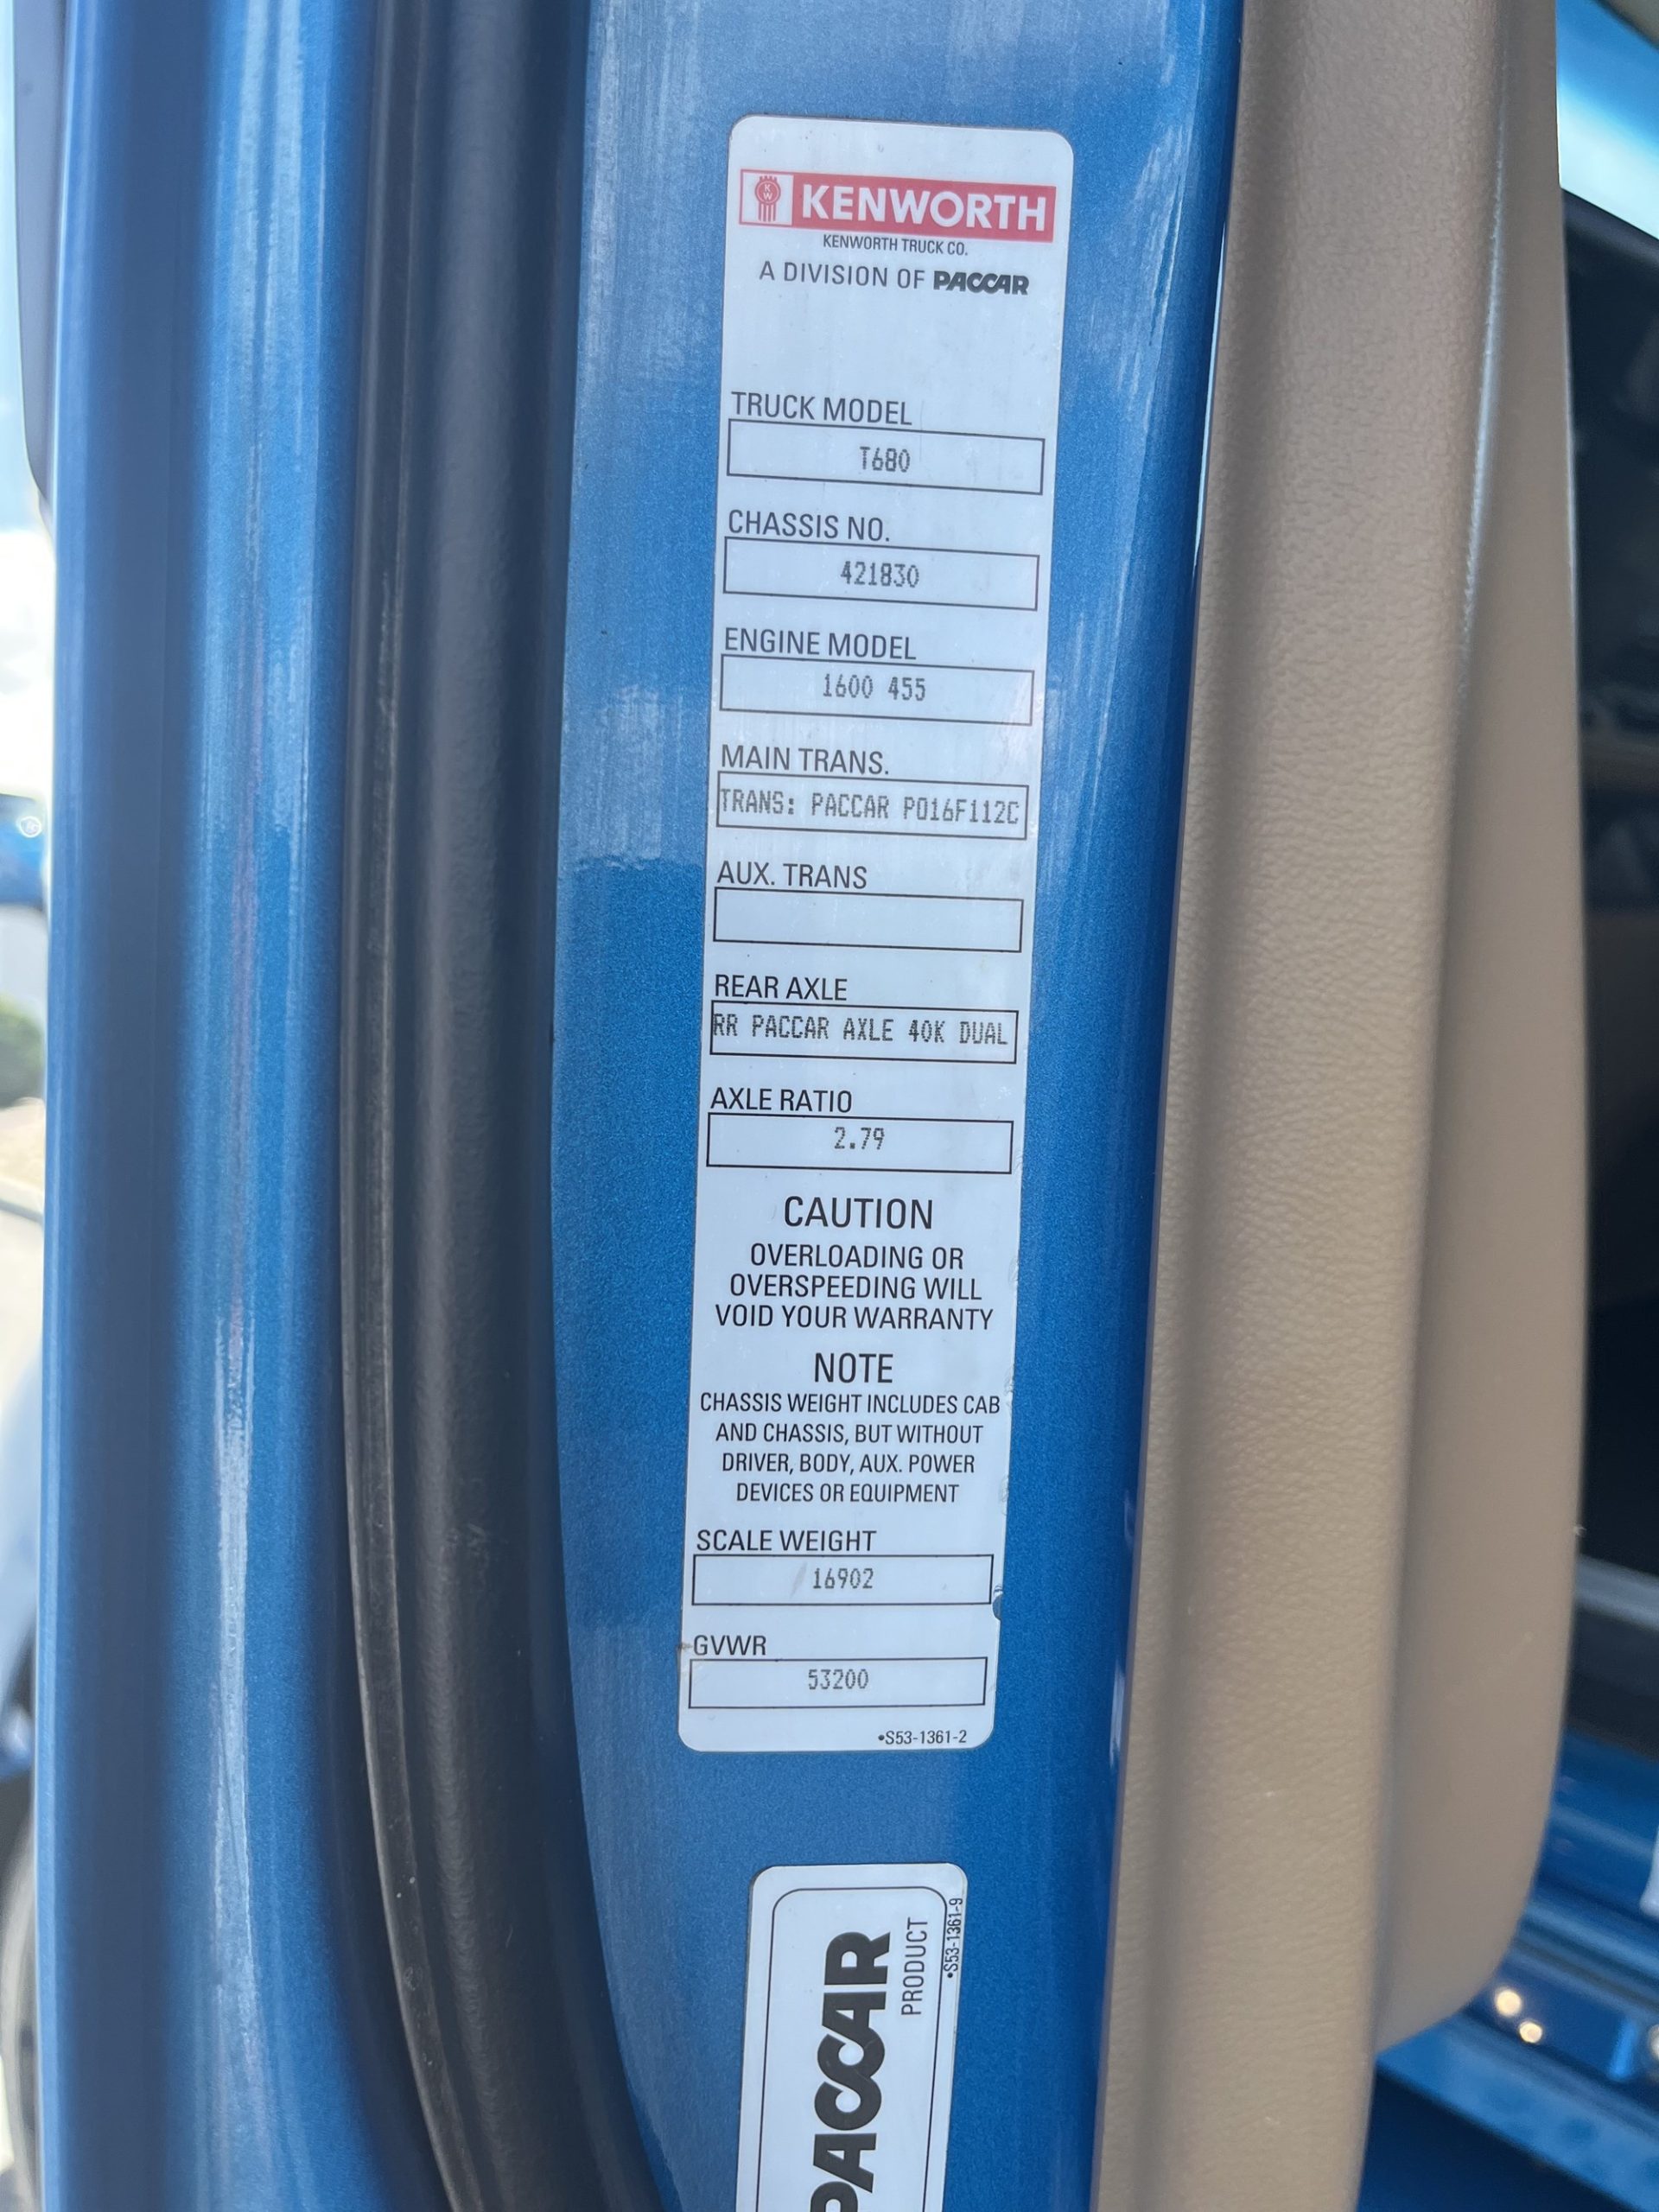 KW KENWORTH
KENWORTH TRUCK CO.
A DIVISION OF PACCAR
TRUCK MODEL
T680
CHASSIS NO.
421830
ENGINE MODEL
1600 455
MAIN TRANS.
TRANS: PACCAR PO16F112C
AUX. TRANS
REAR AXLE
RR PACCAR AXLE 40K DUAL
AXLE RATIO
2.79
CAUTION
OVERLOADING OR
OVERSPEEDING WILL
VOID YOUR WARRANTY
NOTE
CHASSIS WEIGHT INCLUDES CAB
AND CHASSIS, BUT WITHOUT
DRIVER, BODY, AUX. POWER
DEVICES OR EQUIPMENT
SCALE WEIGHT
16902
GVWR
53200
•S53-1361-2
PACCAR
PRODUCT
•S53-1361-9